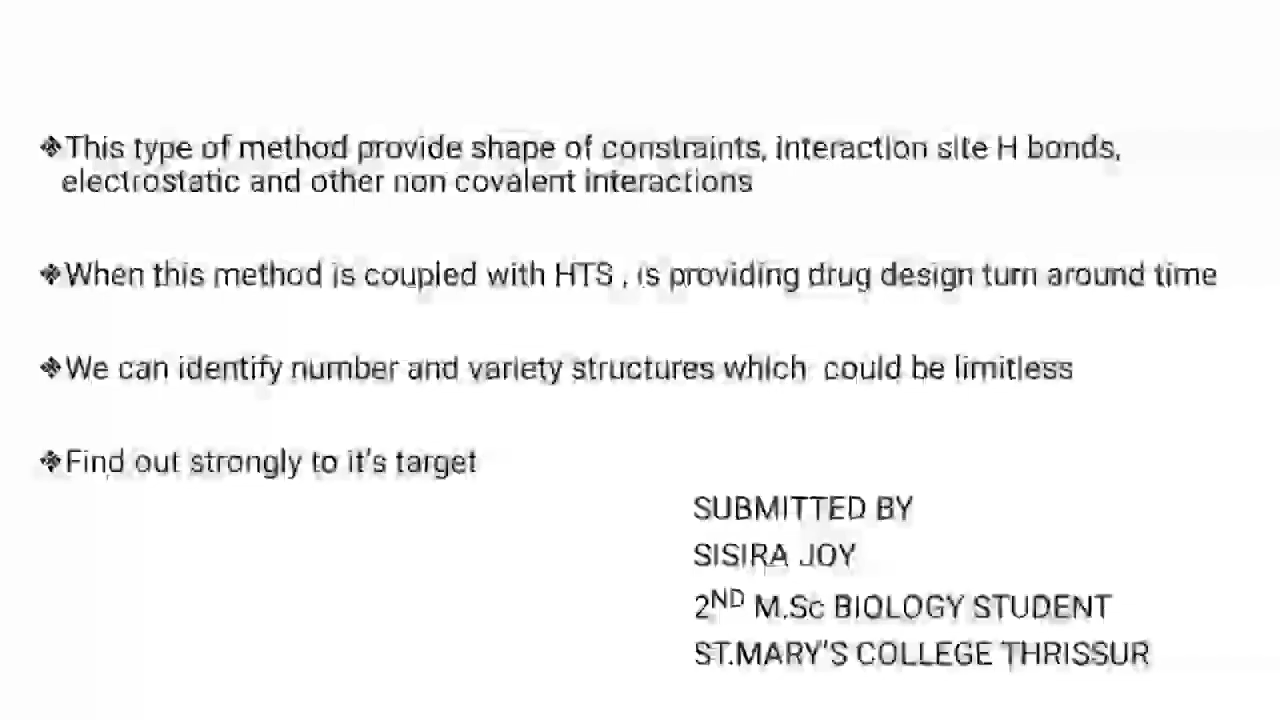 ❖This type of method provide shape of constraints, interaction site H bonds,
electrostatic and other non covalent interactions
❖When this method is coupled with HTS , is providing drug design turn around time
❖We can identify number and variety structures which could be limitless
❖Find out strongly to it's target
SUBMITTED BY
SISIRA JOY
2ND M.Sc BIOLOGY STUDENT
ST.MARY'S COLLEGE THRISSUR